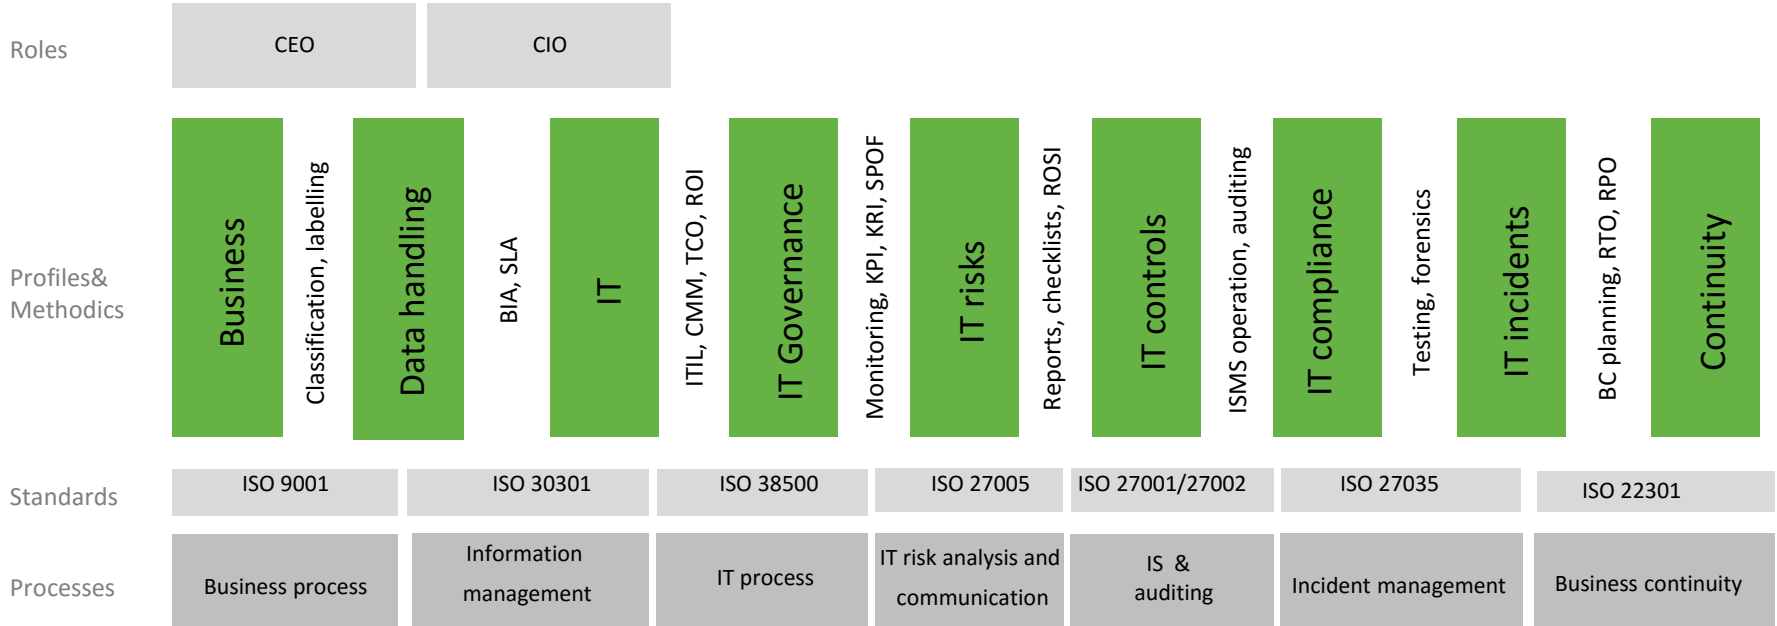 Roles
CEO
CIO
Profiles&
Methodics
Business
Classification, labelling
Data handling
BIA, SLA
IT
ITIL, CMM, TCO, ROI
IT Governance
Monitoring, KPI, KRI, SPOF
IT risks
Reports, checklists, ROSI
IT controls
ISMS operation, auditing
IT compliance
Testing, forensics
IT incidents
BC planning, RTO, RPO
Continuity
Standards
ISO 9001
ISO 30301
ISO 38500
ISO 27005
ISO 27001/27002
ISO 27035
ISO 22301
Processes
Business process
Information
management
IT process
IT risk analysis and
communication
IS &
auditing
Incident management
Business continuity